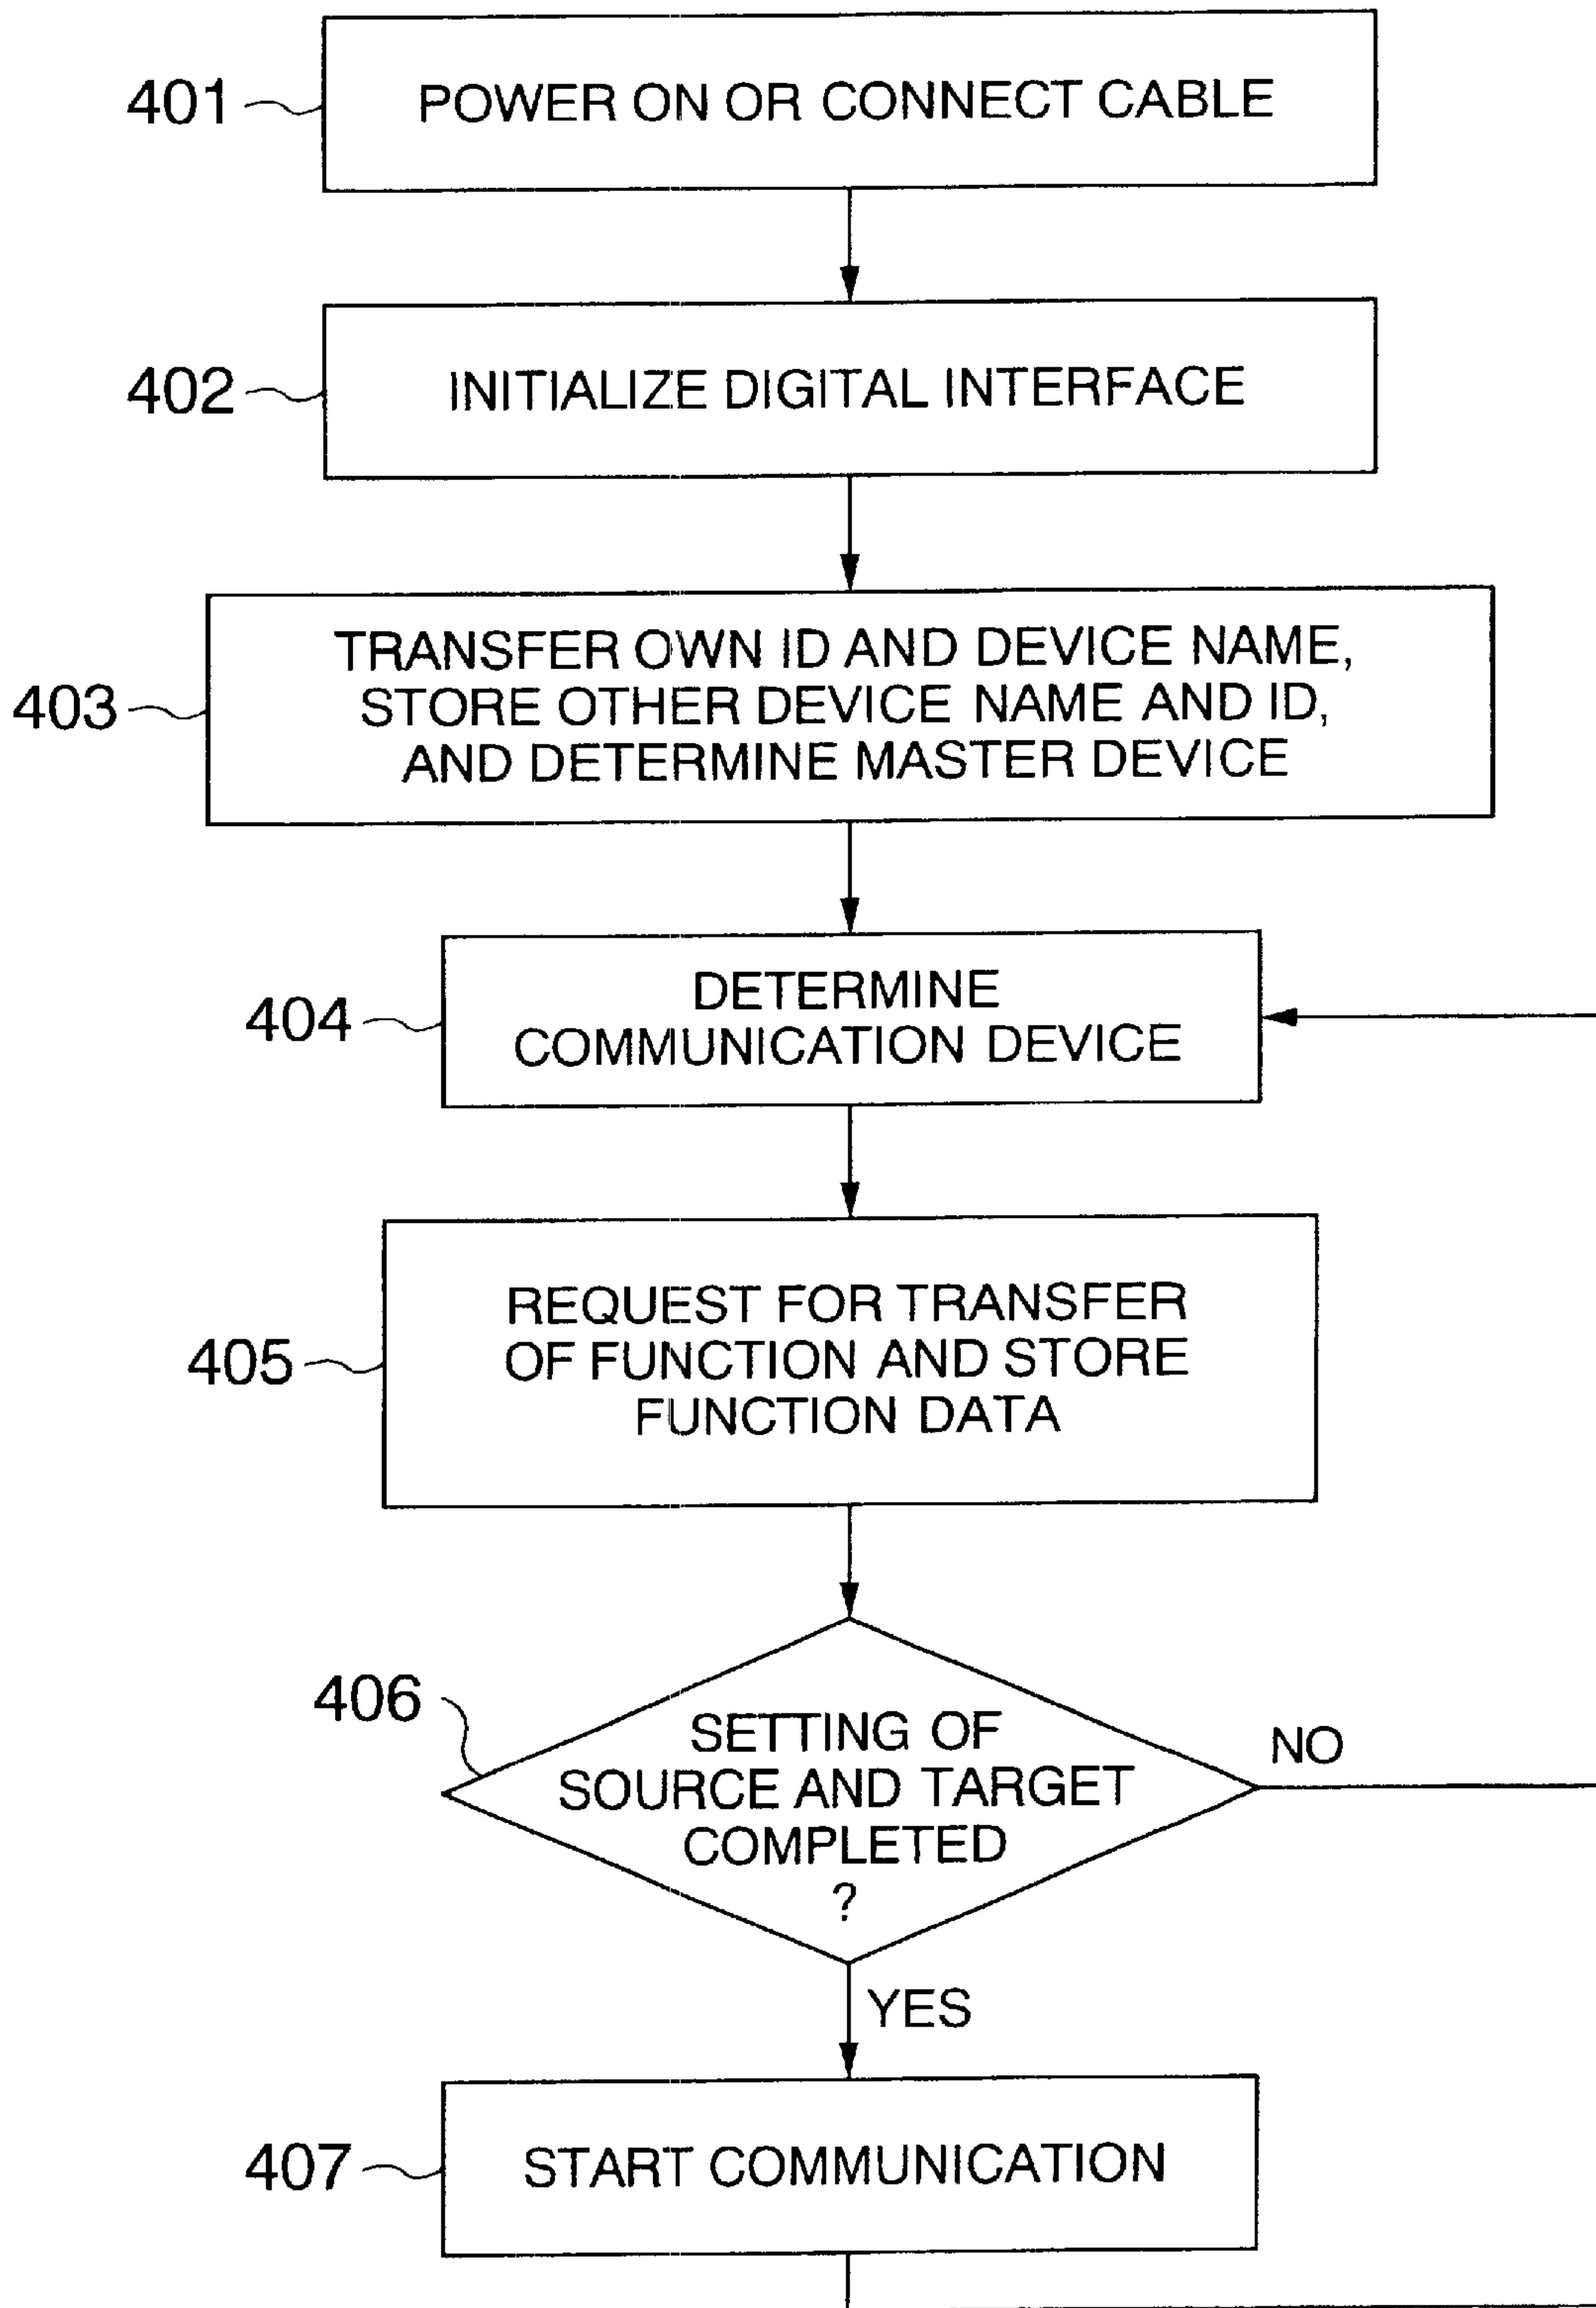 401
POWER ON OR CONNECT CABLE
402
INITIALIZE DIGITAL INTERFACE
403
TRANSFER OWN ID AND DEVICE NAME,
STORE OTHER DEVICE NAME AND ID,
AND DETERMINE MASTER DEVICE
404
DETERMINE
COMMUNICATION DEVICE
405
REQUEST FOR TRANSFER
OF FUNCTION AND STORE
FUNCTION DATA
406
SETTING OF
SOURCE AND TARGET
COMPLETED
?
NO
YES
407
START COMMUNICATION